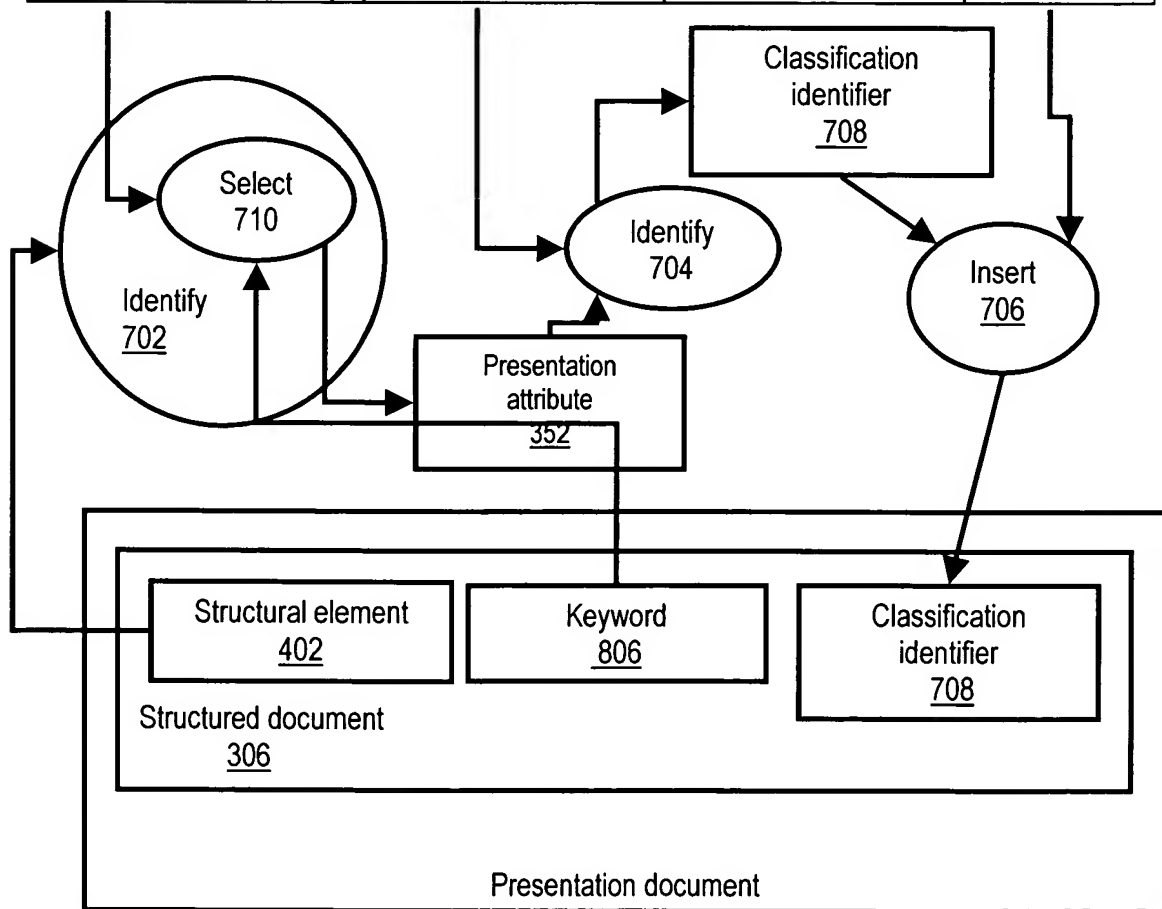 Classification
identifier
708
Select
710
Identify
704
Insert
706
Identify
702
Presentation
attribute
352
Structural element
402
Keyword
806
Classification
identifier
708
Structured document
306
Presentation document